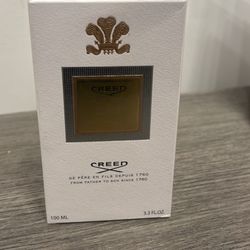 CREED
CREED
DE PÈRE EN FILS DEPUIS 1760
FROM FATHER TO SON SINCE 1760
100 ML 3.3 FL.OZ